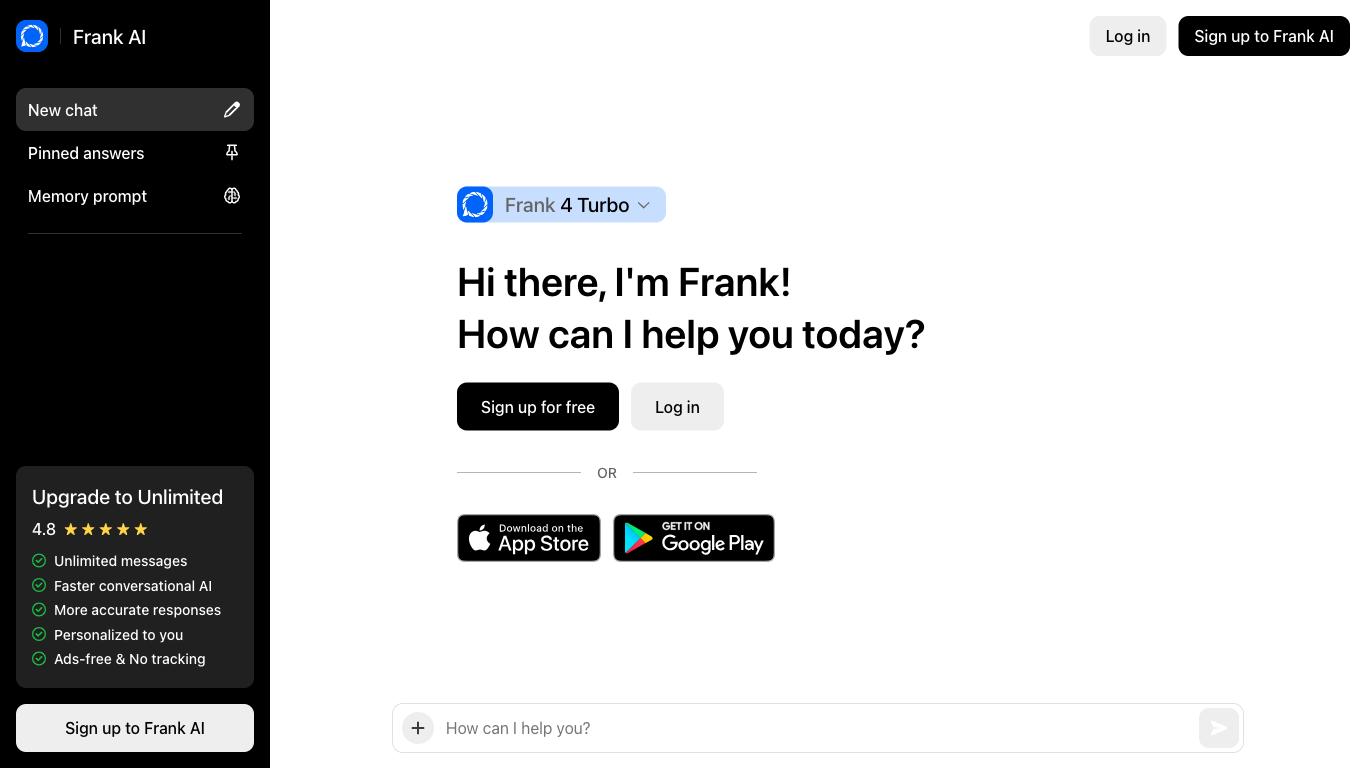 Frank AI
New chat
Pinned answers
Memory prompt
Upgrade to Unlimited
4.8
Unlimited messages
Faster conversational AI
More accurate responses
Personalized to you
Ads-free & No tracking
Sign up to Frank AI
Log in
Sign up to Frank AI
Frank 4 Turbo
Hi there, I'm Frank!
How can I help you today?
Sign up for free
Log in
OR
Download on the
App Store
GET IT ON
Google Play
How can I help you?